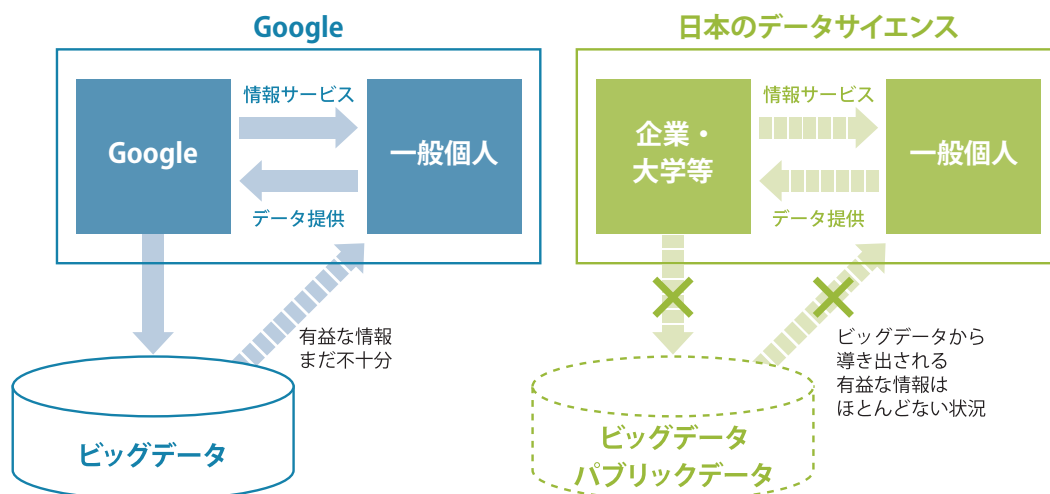 Google
情報サービス
Google
一般個人
データ提供
有益な情報
まだ不十分
ビッグデータ
日本のデータサイエンス
情報サービス
企業・
大学等
一般個人
データ提供
ビッグデータから
導き出される
有益な情報は
ほとんどない状況
ビッグデータ
パブリックデータ